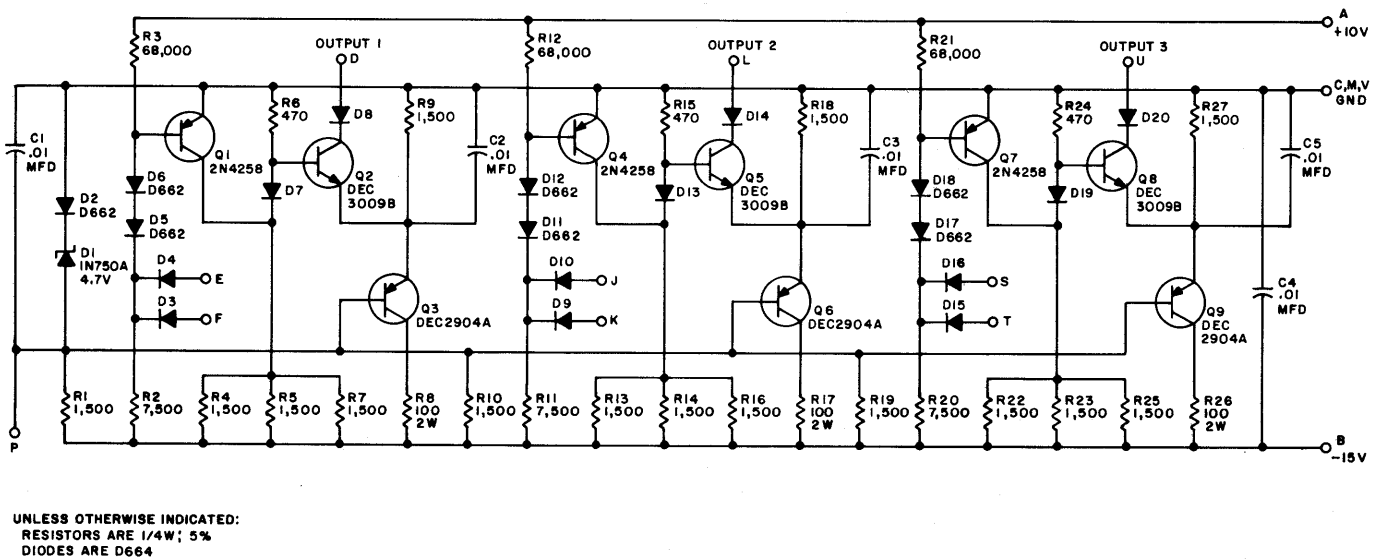 A
+10V
R3
68,000
OUTPUT 1
D
R12
68,000
OUTPUT 2
L
R21
68,000
OUTPUT 3
U
C,M,V
GND
C1
.01
MFD
Q1
2N4258
R6
470
D8
R9
1,500
C2
.01
MFD
Q4
2N4258
R15
470
D14
R18
1,500
C3
.01
MFD
Q7
2N4258
R24
470
D20
R27
1,500
C5
.01
MFD
D2
D662
D6
D662
D7
Q2
DEC
3009B
D12
D662
D13
Q5
DEC
3009B
D18
D662
D19
Q8
DEC
3009B
D1
1N750A
4.7V
D5
D662
D11
D662
D17
D662
D4
E
D3
F
Q3
DEC2904A
D10
J
D9
K
Q6
DEC2904A
D16
S
D15
T
Q9
DEC
2904A
C4
.01
MFD
R1
1,500
R2
7,500
R4
1,500
R5
1,500
R7
1,500
R8
100
2W
R10
1,500
R11
7,500
R13
1,500
R14
1,500
R16
1,500
R17
100
2W
R19
1,500
R20
7,500
R22
1,500
R23
1,500
R25
1,500
R26
100
2W
P
B
-15V
UNLESS OTHERWISE INDICATED:
RESISTORS ARE 1/4W; 5%
DIODES ARE D664